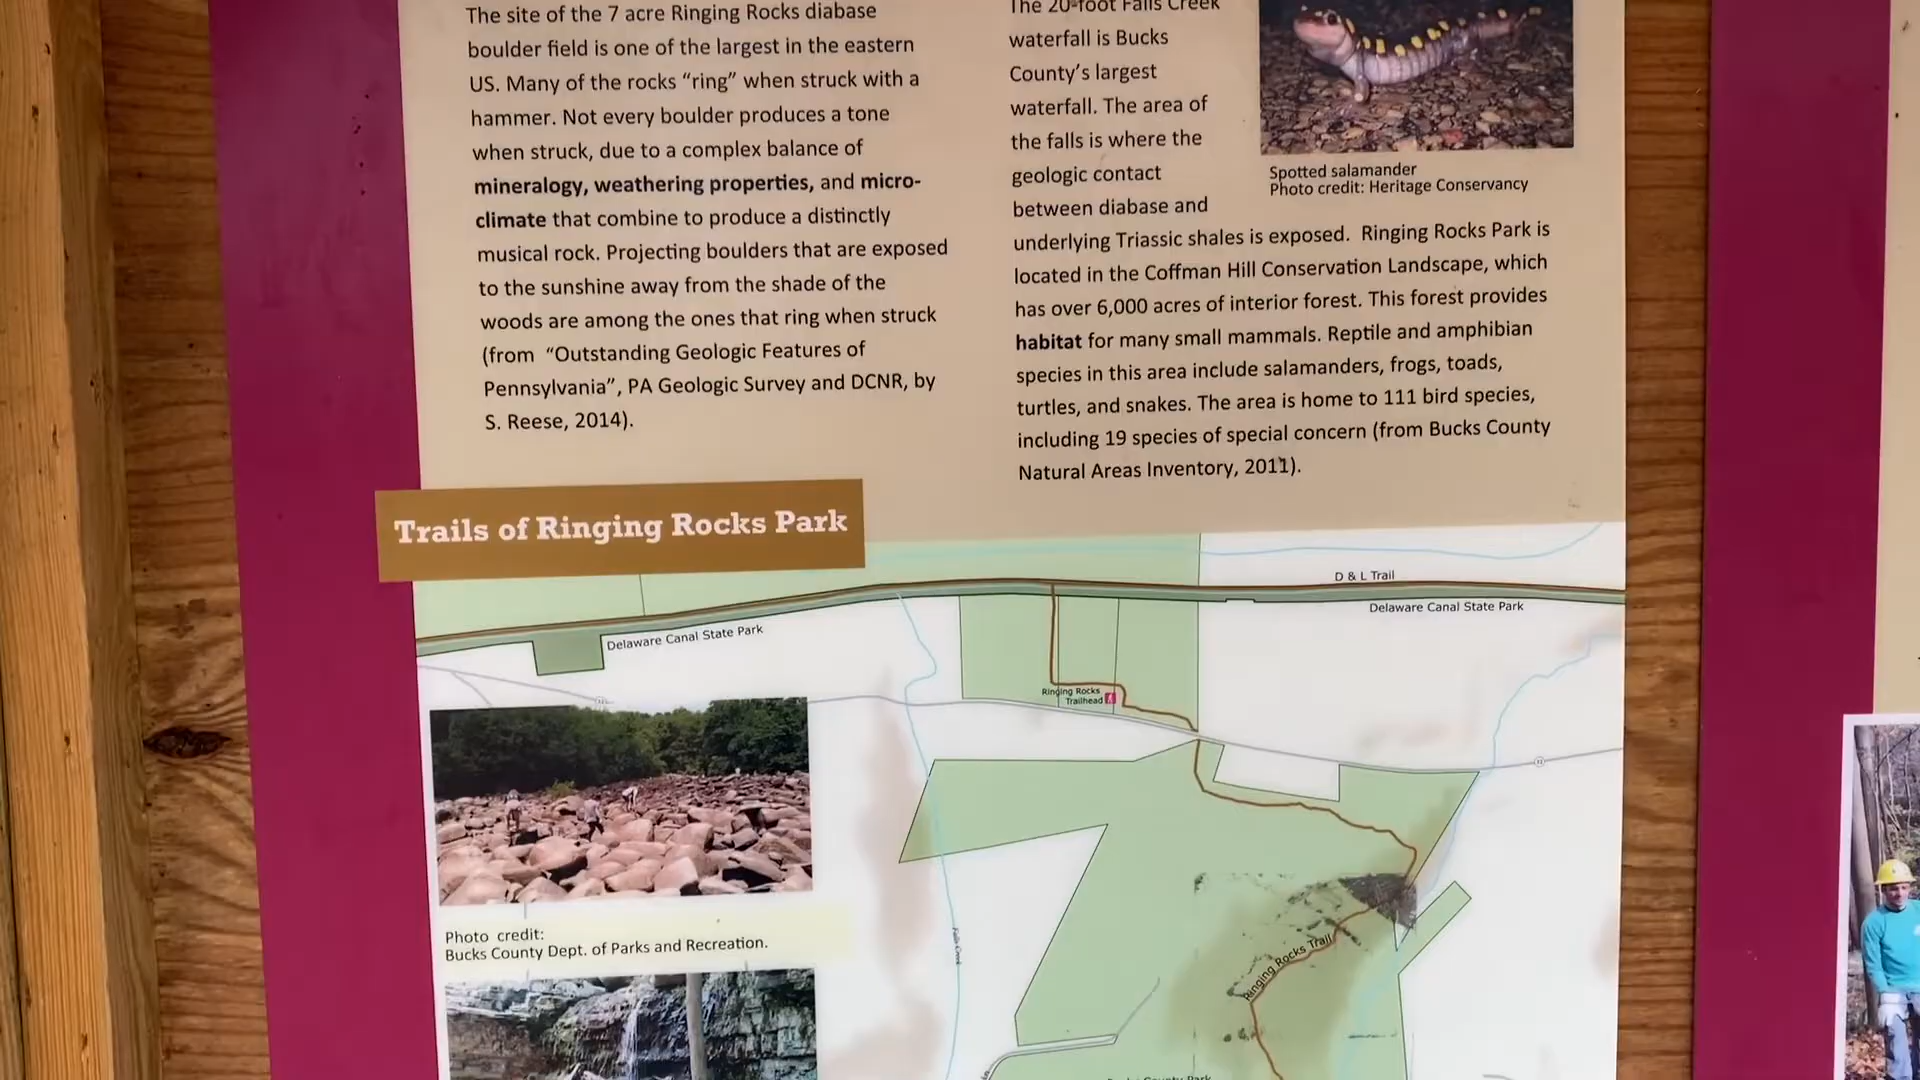 The site of the 7 acre Ringing Rocks diabase
boulder field is one of the largest in the eastern
US. Many of the rocks “ring” when struck with a
hammer. Not every boulder produces a tone
when struck, due to a complex balance of
mineralogy, weathering properties, and micro-
climate that combine to produce a distinctly
musical rock. Projecting boulders that are exposed
to the sunshine away from the shade of the
woods are among the ones that ring when struck
(from “Outstanding Geologic Features of
Pennsylvania”, PA Geologic Survey and DCNR, by
S. Reese, 2014).
The 20-foot Falls Creek
waterfall is Bucks
County’s largest
waterfall. The area of
the falls is where the
geologic contact
between diabase and
underlying Triassic shales is exposed. Ringing Rocks Park is
located in the Coffman Hill Conservation Landscape, which
has over 6,000 acres of interior forest. This forest provides
habitat for many small mammals. Reptile and amphibian
species in this area include salamanders, frogs, toads,
turtles, and snakes. The area is home to 111 bird species,
including 19 species of special concern (from Bucks County
Natural Areas Inventory, 2011).
Spotted salamander
Photo credit: Heritage Conservancy
Trails of Ringing Rocks Park
D & L Trail
Delaware Canal State Park
Delaware Canal State Park
Ringing Rocks
Trailhead
Falls Creek
Ringing Rocks Trail
Photo credit:
Bucks County Dept. of Parks and Recreation.